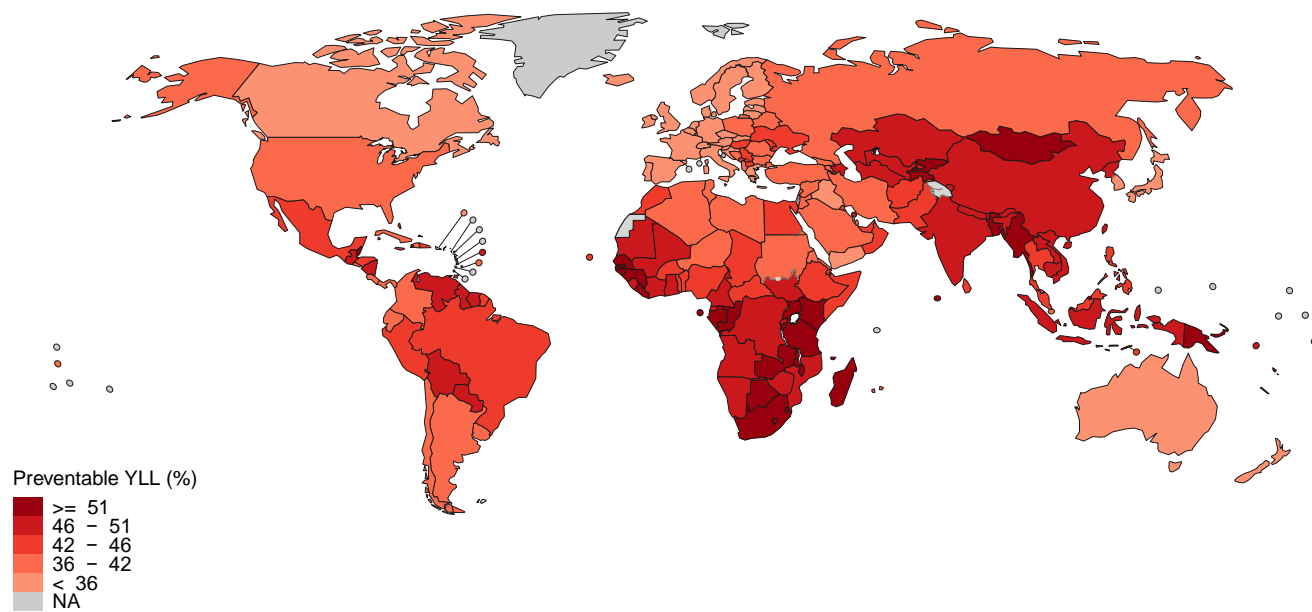 Preventable YLL (%)
>= 51
46 − 51
42 − 46
36 − 42
< 36
NA